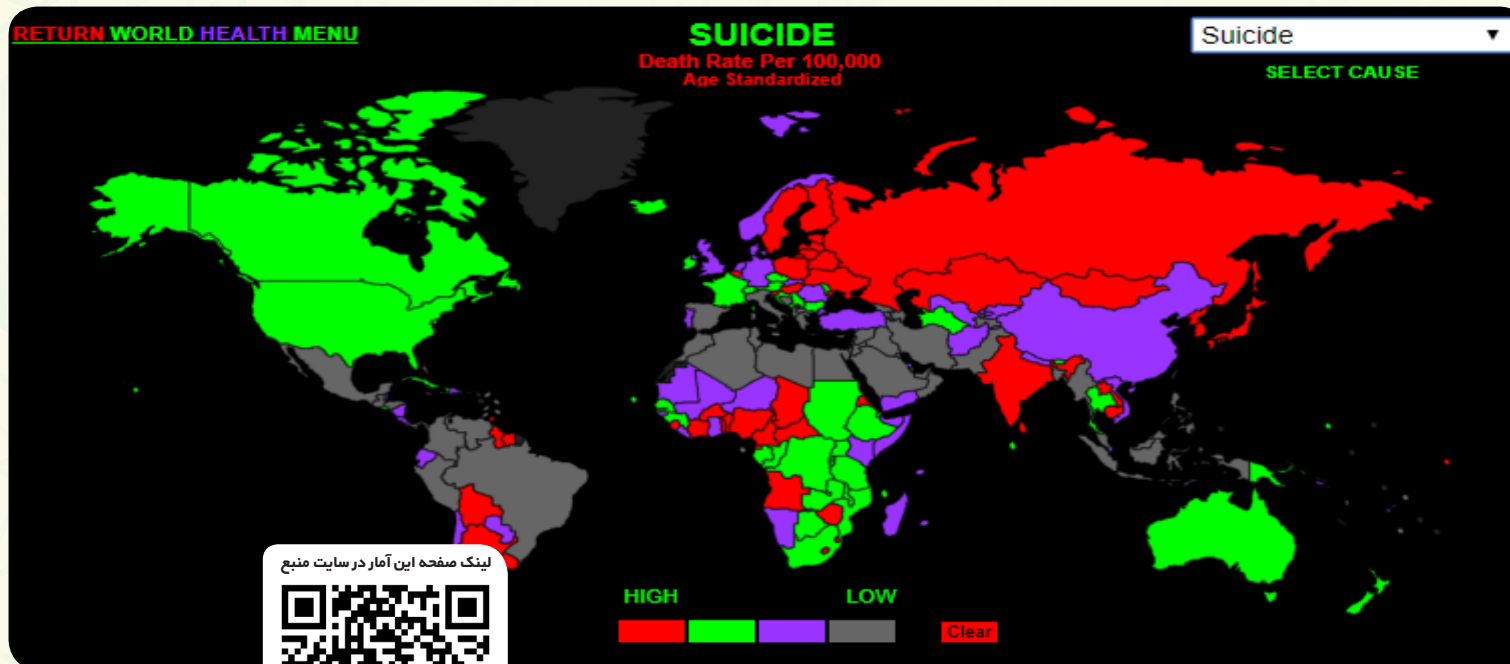 RETURN WORLD HEALTH MENU
SUICIDE
Death Rate Per 100,000
Age Standardized
Suicide
SELECT CAUSE
لینک صفحه این آمار در سایت منبع
HIGH LOW
Clear